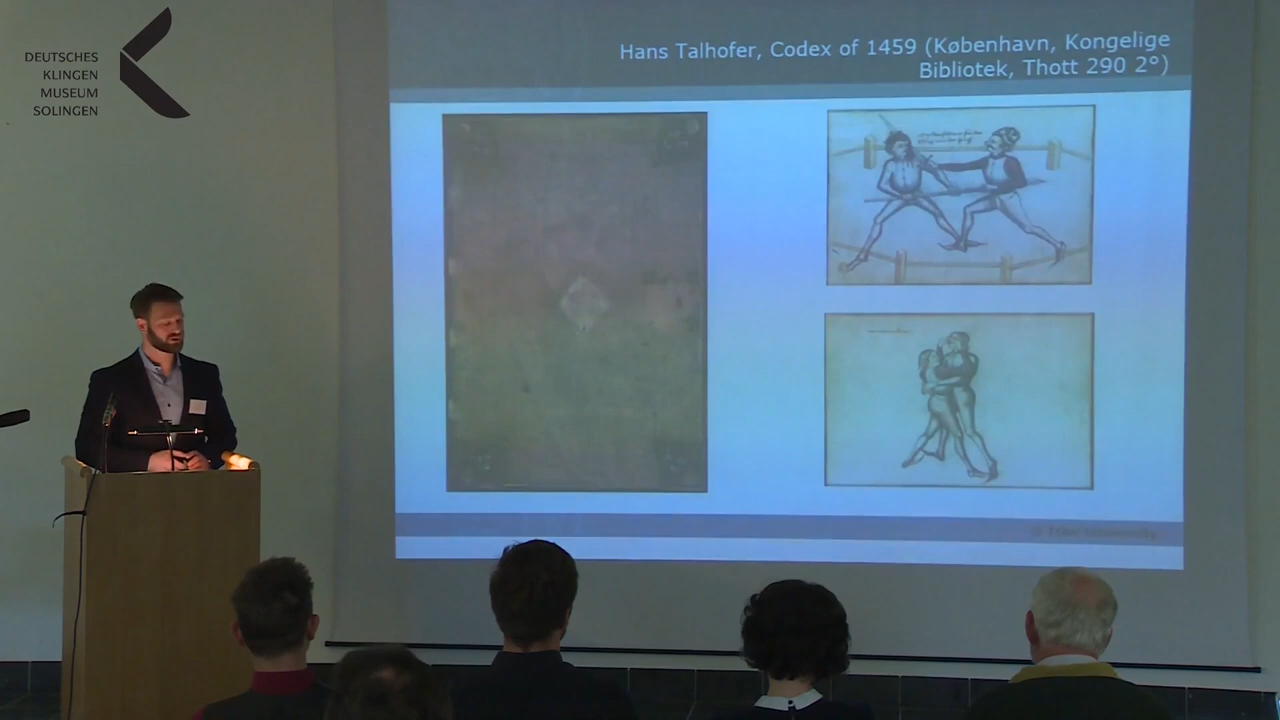 DEUTSCHES
KLINGEN
MUSEUM
SOLINGEN
Hans Talhofer, Codex of 1459 (København, Kongelige
Bibliotek, Thott 290 2°)